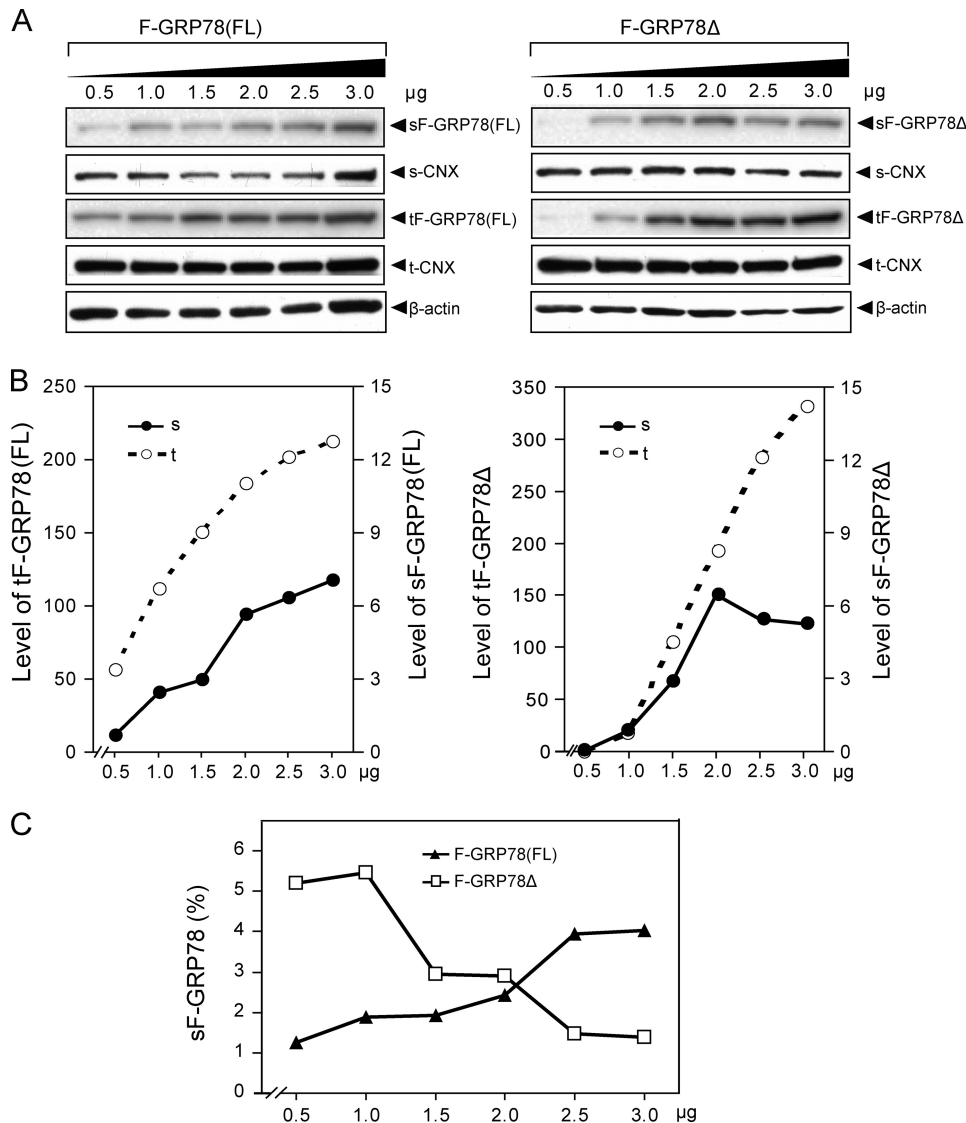 A
F-GRP78(FL)
F-GRP78Δ
0.5 1.0 1.5 2.0 2.5 3.0 μg
0.5 1.0 1.5 2.0 2.5 3.0
sF-GRP78(FL)
s-CNX
tF-GRP78(FL)
t-CNX
β-actin
sF-GRP78Δ
s-CNX
tF-GRP78Δ
t-CNX
β-actin
B
Level of tF-GRP78(FL)
250
200
150
100
50
0
s
t
15
12
9
6
3
0
Level of sF-GRP78(FL)
0.5 1.0 1.5 2.0 2.5 3.0 μg
Level of tF-GRP78Δ
350
300
250
200
150
100
50
0
s
t
15
12
9
6
3
0
Level of sF-GRP78Δ
0.5 1.0 1.5 2.0 2.5 3.0 μg
C
sF-GRP78 (%)
6
5
4
3
2
1
0
F-GRP78(FL)
F-GRP78Δ
0.5 1.0 1.5 2.0 2.5 3.0 μg